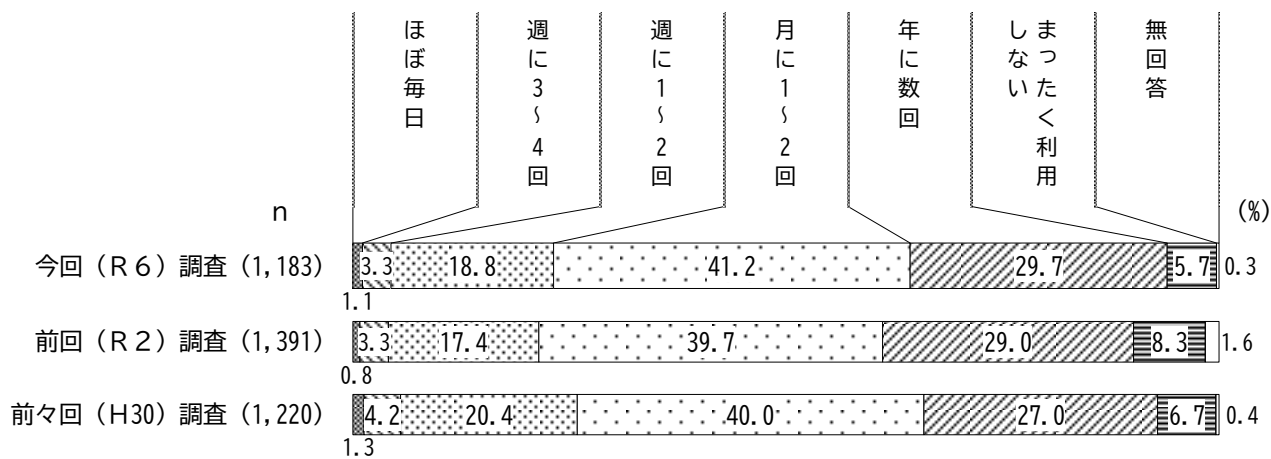 ほぼ毎日
週に3～4回
週に1～2回
月に1～2回
年に数回
まったく利用
しない
無回答
ｎ
(%)
今回（Ｒ６）調査（1,183）
3.3
18.8
41.2
29.7
5.7
0.3
1.1
前回（Ｒ２）調査（1,391）
3.3
17.4
39.7
29.0
8.3
1.6
0.8
前々回（H30）調査（1,220）
4.2
20.4
40.0
27.0
6.7
0.4
1.3